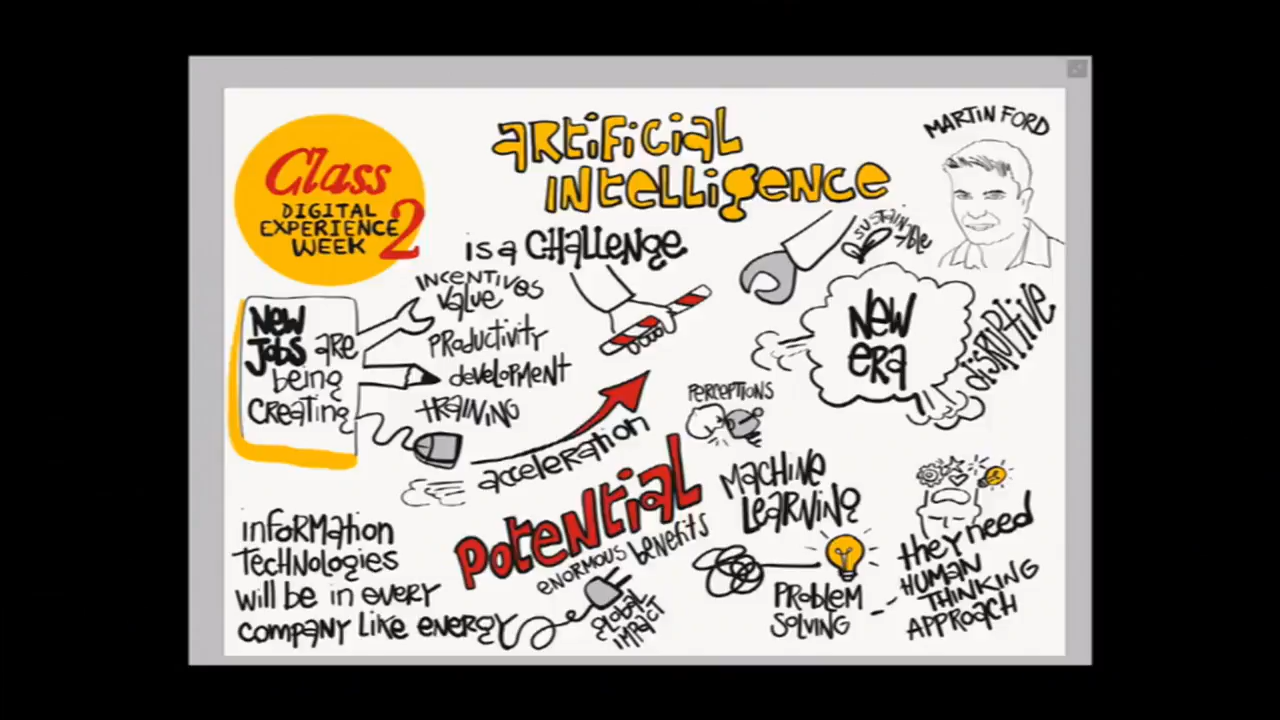 Class
DIGITAL
EXPERIENCE
WEEK 2
ARTIFICIAL
INTELLIGENCE
is a CHALLENGE
MARTIN FORD
SUSTAINABLE
NEW
ERA
DISRUPTIVE
NEW
JOBS are
being
CREATING
INCENTIVES
VALUE
PRODUCTIVITY
DEVELOPMENT
TRAINING
acceleration
PERCEPTIONS
POTENTIAL
ENORMOUS benefits
GLOBAL
IMPACT
MACHINE
LEARNING
PROBLEM
SOLVING
they need
HUMAN
THINKING
APPROACH
INFORMATION
TECHNOLOGIES
will be in every
company like energy